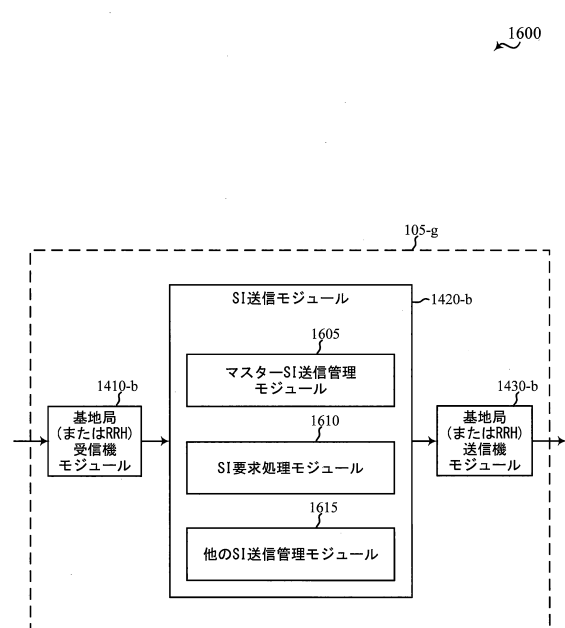 1600
105-g
SI送信モジュール
1420-b
1605
マスターSI送信管理
モジュール
1410-b
基地局
(またはRRH)
受信機
モジュール
1430-b
基地局
(またはRRH)
送信機
モジュール
1610
SI要求処理モジュール
1615
他のSI送信管理モジュール